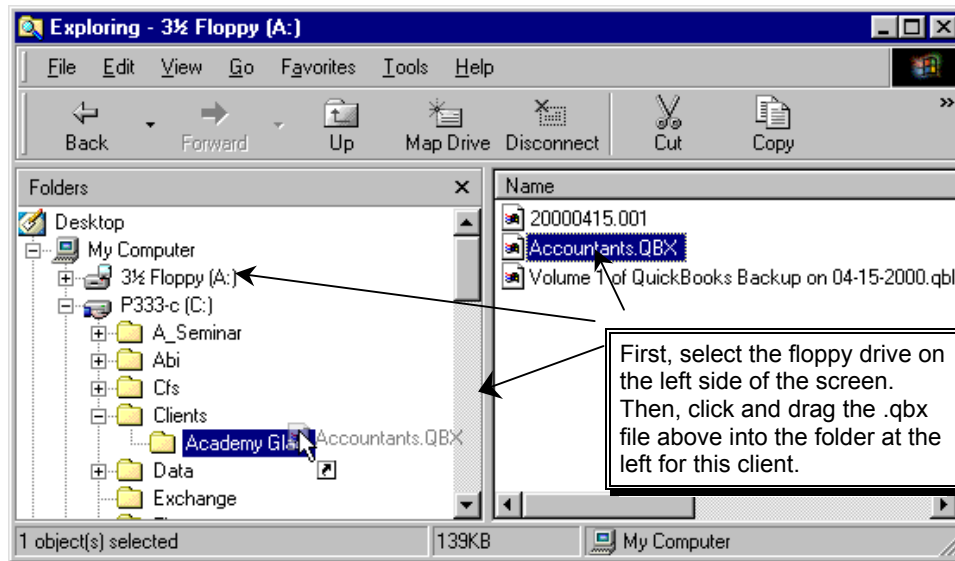 Exploring - 3½ Floppy (A:)
File Edit View Go Favorites Tools Help
Back Forward Up Map Drive Disconnect Cut Copy »
Folders
Name
Desktop
My Computer
3½ Floppy (A:)
P333-c (C:)
A_Seminar
Abi
Cfs
Clients
Academy Gla
Accountants.QBX
Data
Exchange
20000415.001
Accountants.QBX
Volume 1 of QuickBooks Backup on 04-15-2000.qbl
First, select the floppy drive on
the left side of the screen.
Then, click and drag the .qbx
file above into the folder at the
left for this client.
1 object(s) selected
139KB
My Computer